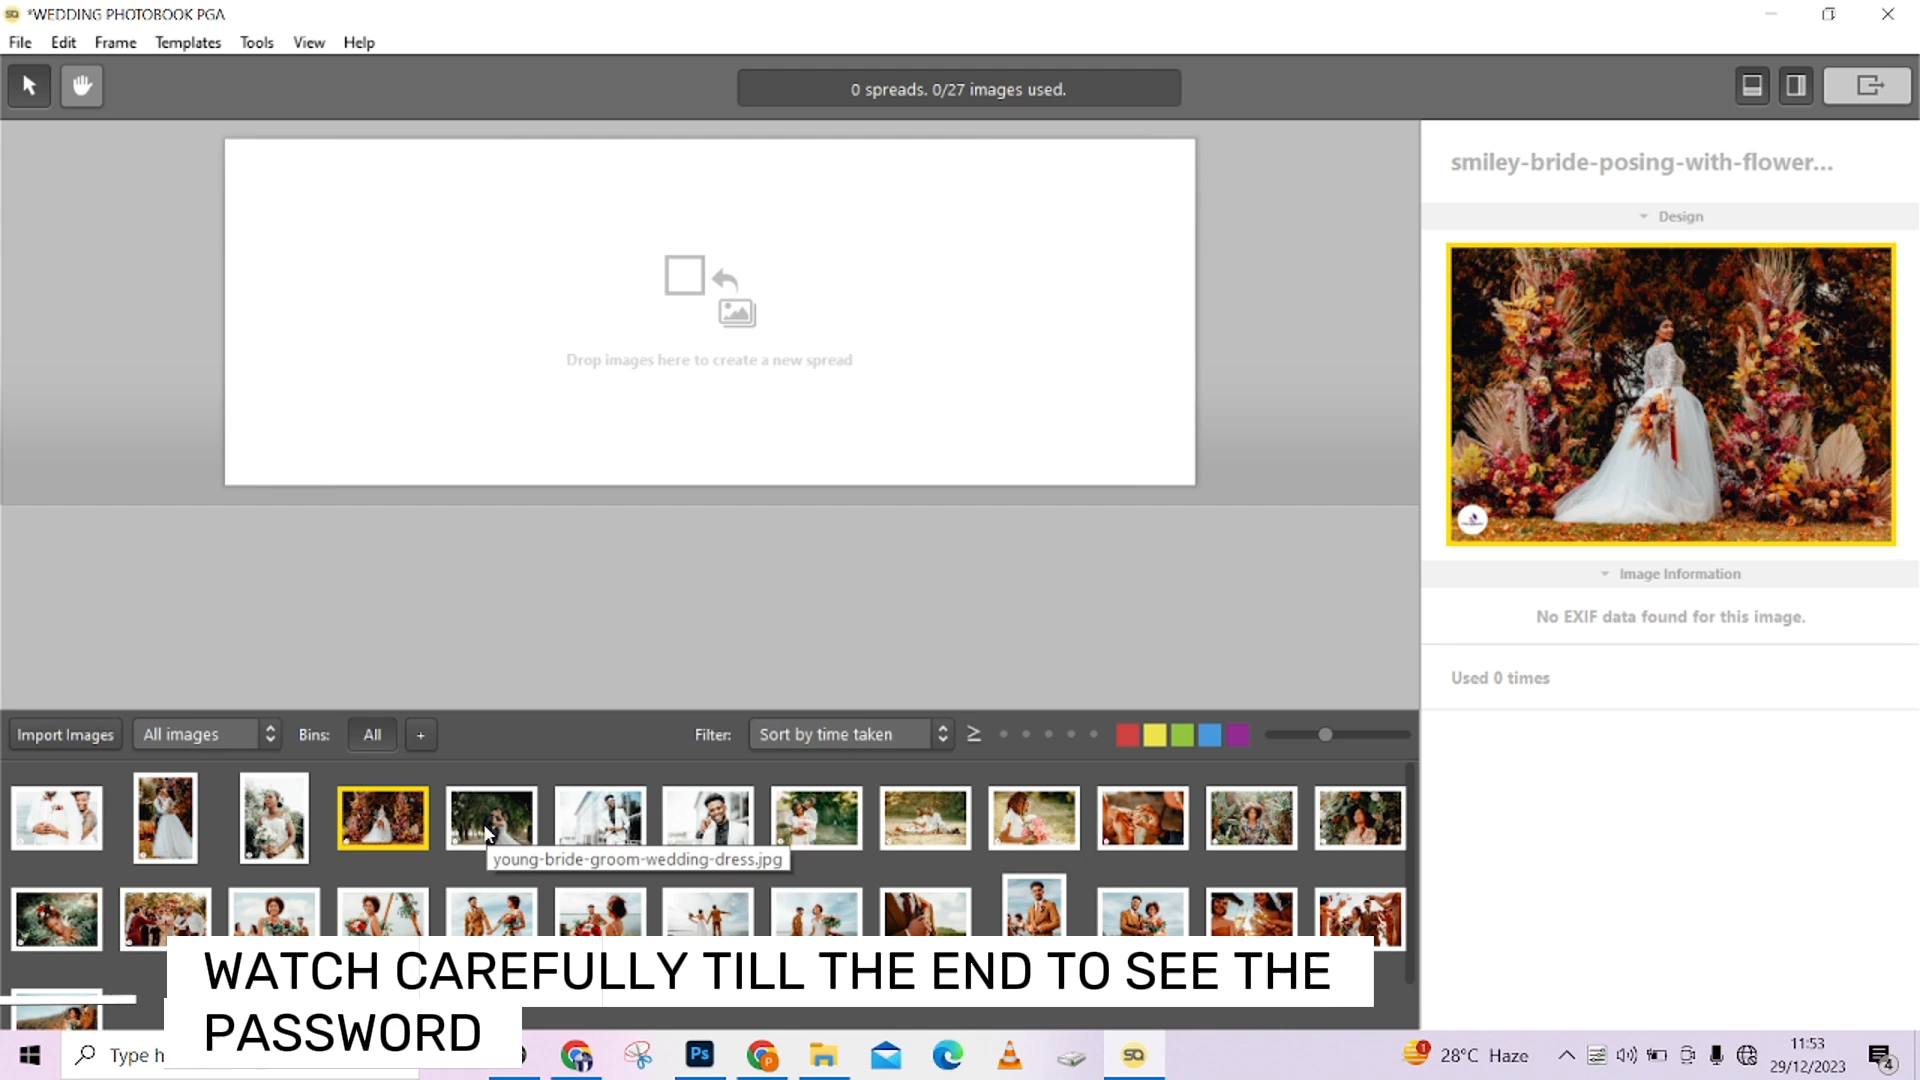 *WEDDING PHOTOBOOK PGA
File Edit Frame Templates Tools View Help
0 spreads. 0/27 images used.
smiley-bride-posing-with-flower...
Design
Drop images here to create a new spread
Image Information
No EXIF data found for this image.
Used 0 times
Import Images All images Bins: All + Filter: Sort by time taken ≥
young-bride-groom-wedding-dress.jpg
WATCH CAREFULLY TILL THE END TO SEE THE
PASSWORD
Type h
Ps
SQ
28°C Haze
11:53
29/12/2023
4